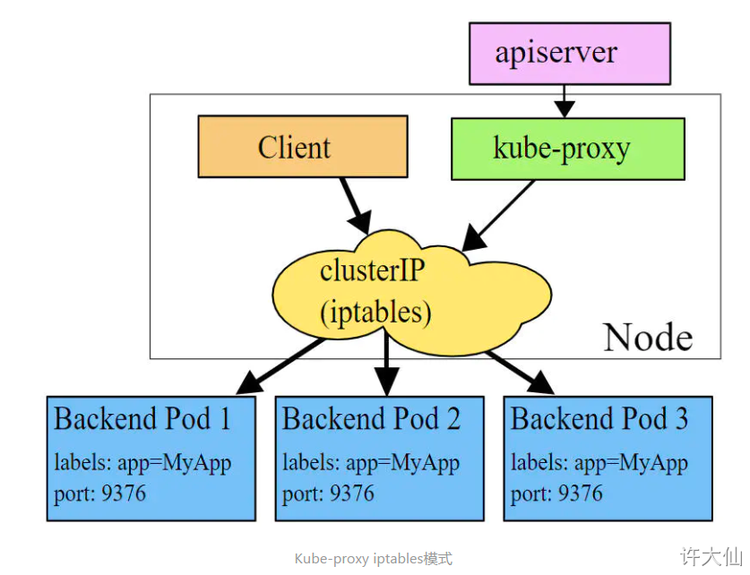 apiserver
Client
kube-proxy
clusterIP
(iptables)
Node
Backend Pod 1
labels: app=MyApp
port: 9376
Backend Pod 2
labels: app=MyApp
port: 9376
Backend Pod 3
labels: app=MyApp
port: 9376
Kube-proxy iptables模式
许大仙